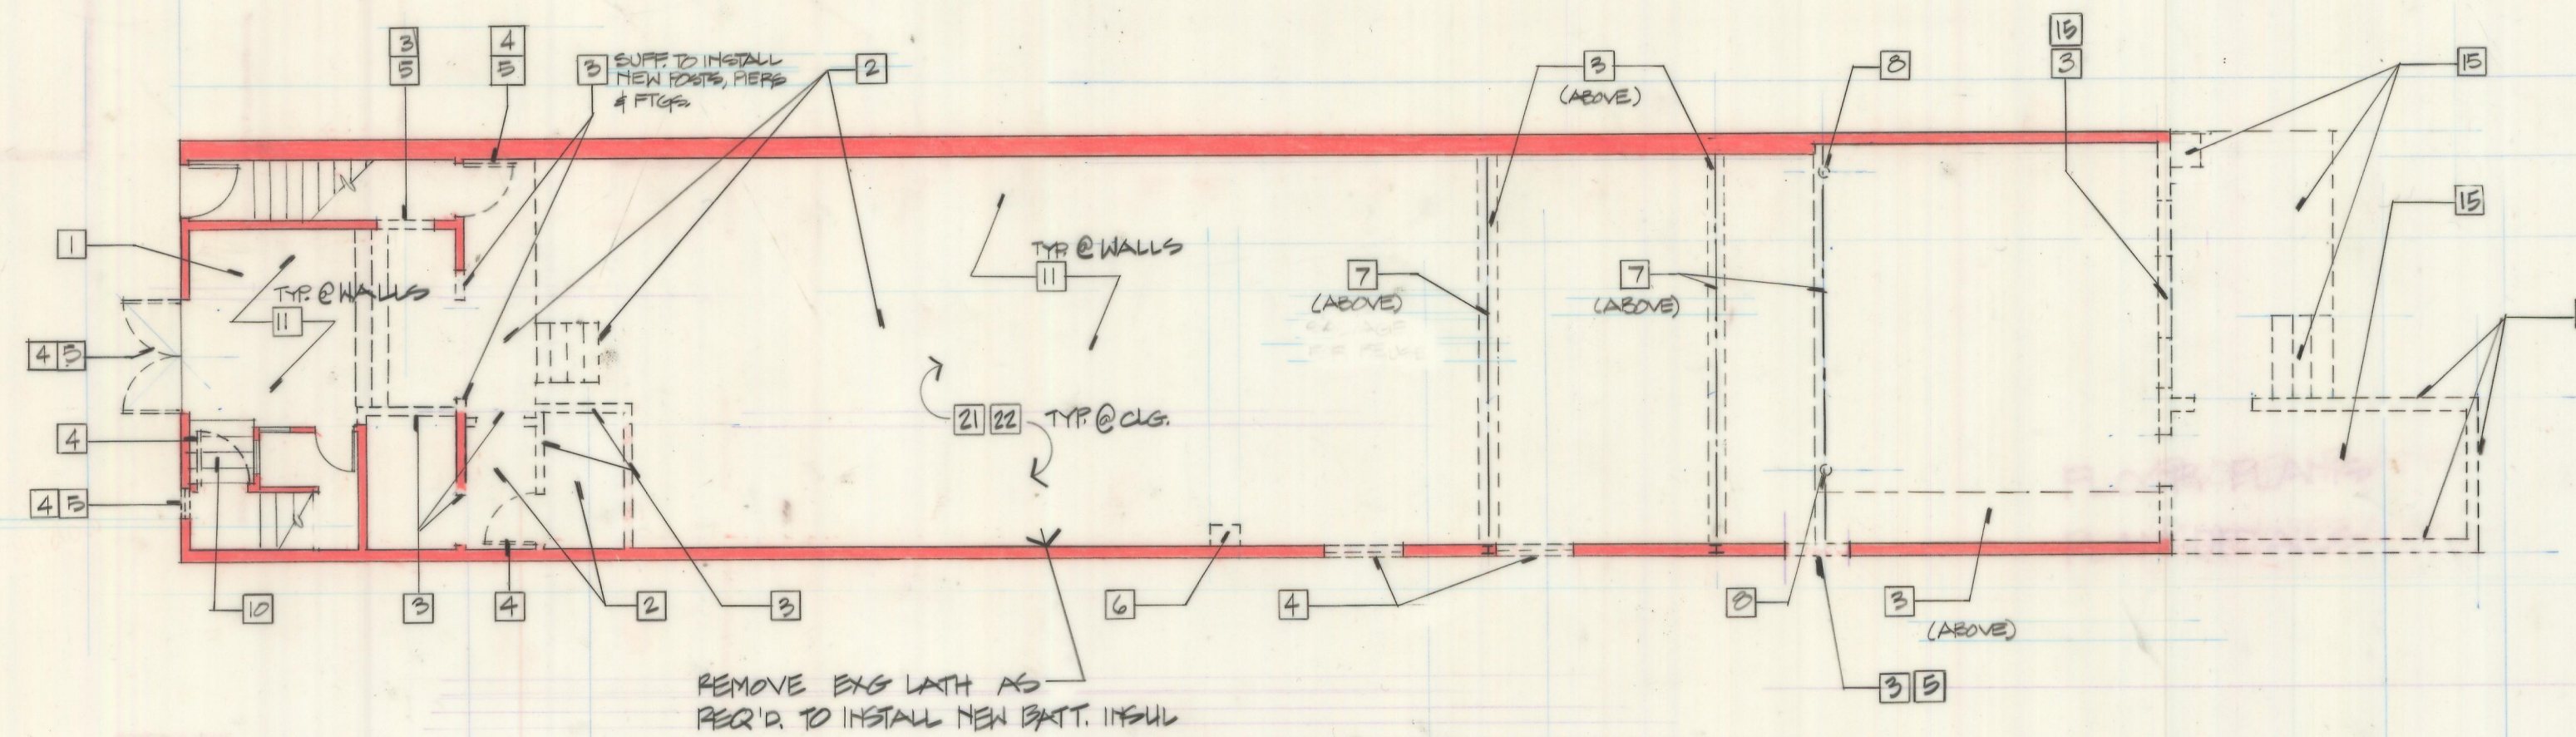 15
3
4
3
SUFF. TO INSTALL
2
3
8
3
15
5
5
NEW POSTS, PIERS
& FTGS.
(ABOVE)
15
1
TYP. @ WALLS
11
7
(ABOVE)
7
(ABOVE)
TYP. @ WALLS
11
4 5
21 22 TYP. @ CLG.
4
4 5
10
3
4
2
3
6
4
8
3
(ABOVE)
3 5
REMOVE EXG LATH AS
REQ'D. TO INSTALL NEW BATT. INSUL